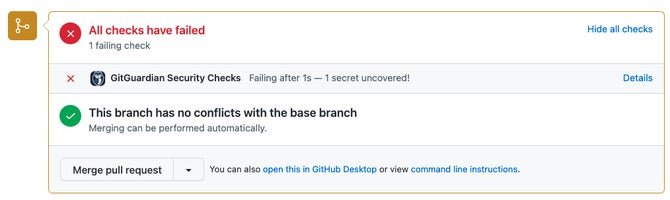 All checks have failed
Hide all checks
1 failing check
GitGuardian Security Checks Failing after 1s — 1 secret uncovered!
Details
This branch has no conflicts with the base branch
Merging can be performed automatically.
Merge pull request
You can also open this in GitHub Desktop or view command line instructions.